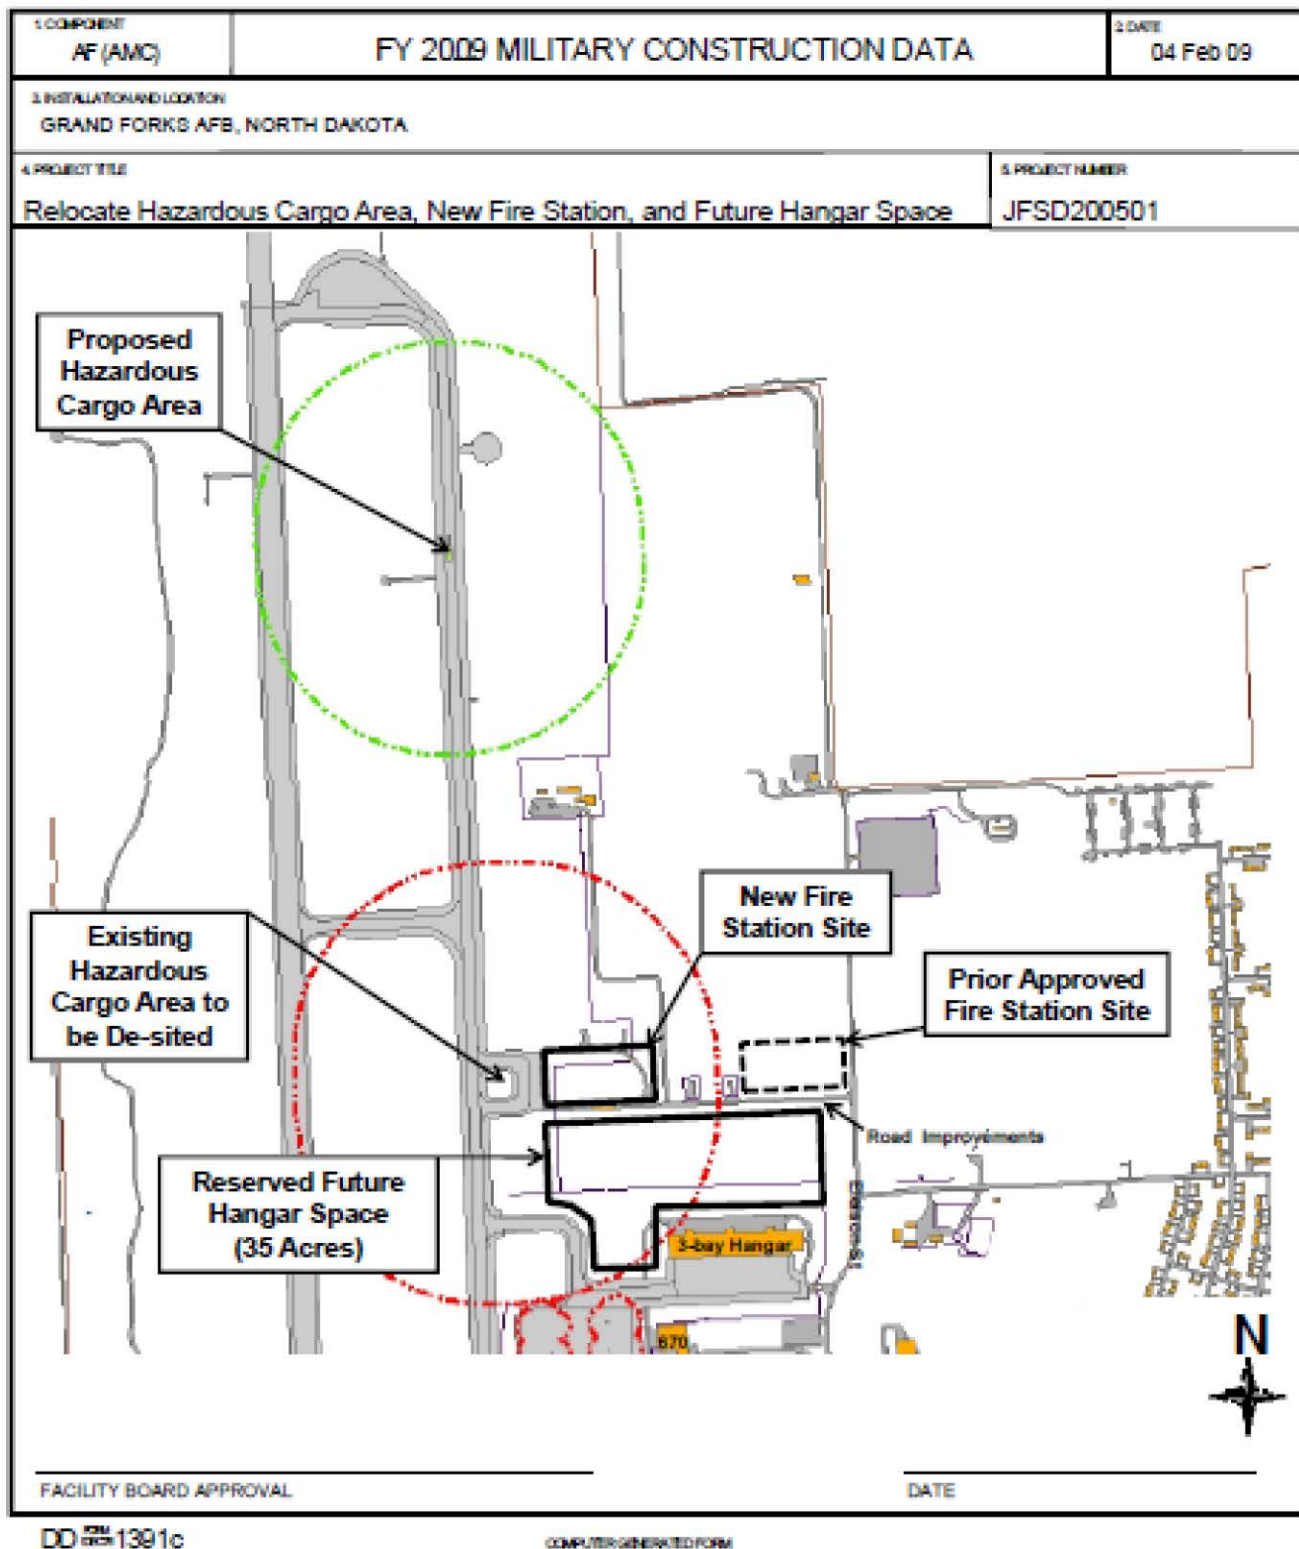 1. COMPONENT
AF (AMC)
FY 2009 MILITARY CONSTRUCTION DATA
2. DATE
04 Feb 09
3. INSTALLATION AND LOCATION
GRAND FORKS AFB, NORTH DAKOTA
4. PROJECT TITLE
Relocate Hazardous Cargo Area, New Fire Station, and Future Hangar Space
5. PROJECT NUMBER
JFSD200501
Proposed
Hazardous
Cargo Area
New Fire
Station Site
Existing
Hazardous
Cargo Area to
be De-sited
Prior Approved
Fire Station Site
Road Improvements
Reserved Future
Hangar Space
(35 Acres)
3-bay Hangar
670
N
FACILITY BOARD APPROVAL
DATE
DD FORM 1391c
COMPUTER GENERATED FORM